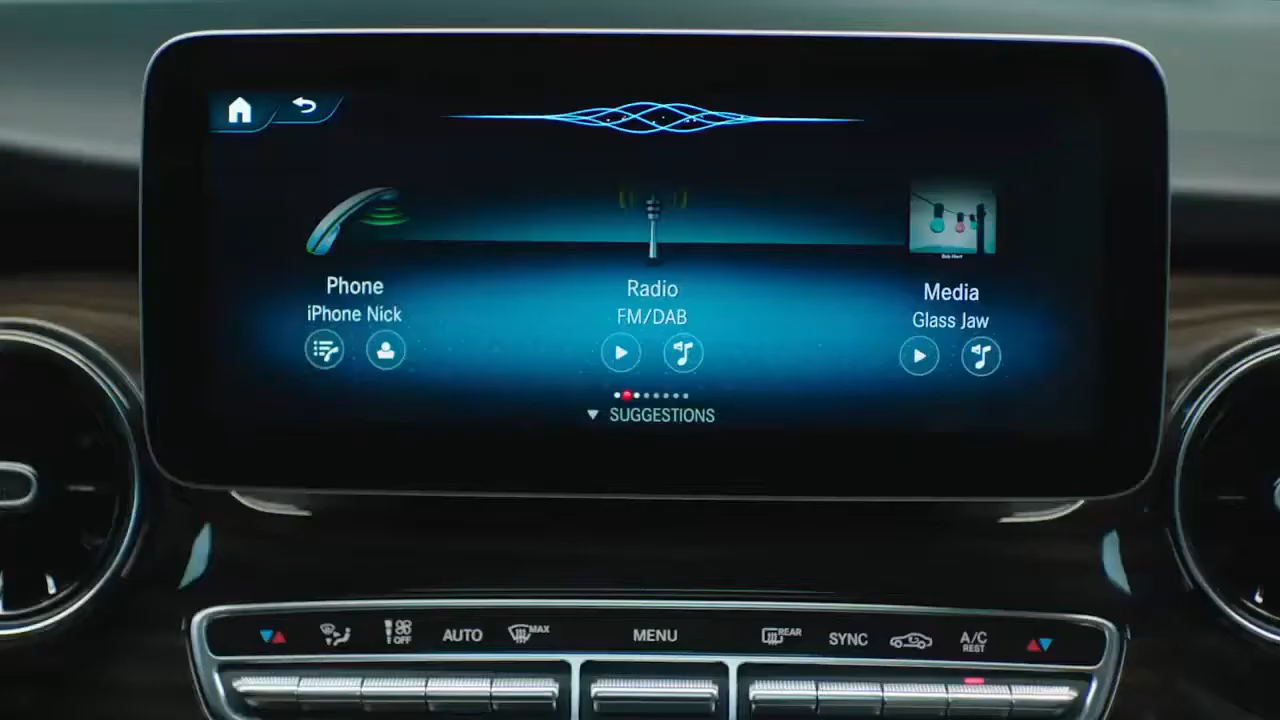 Phone
iPhone Nick
Radio
FM/DAB
Media
Glass Jaw
SUGGESTIONS
OFF
AUTO
MAX
MENU
REAR
SYNC
A/C
REST